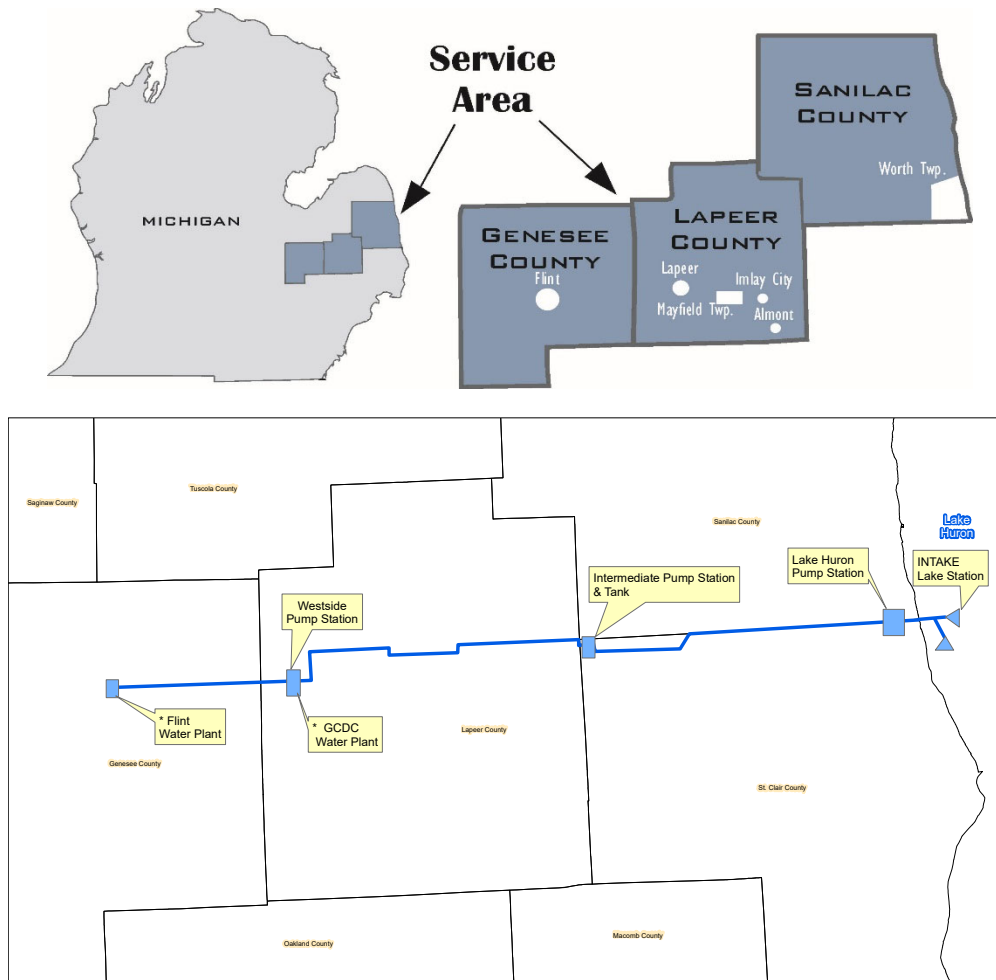 Service
Area
MICHIGAN
SANILAC
COUNTY
Worth Twp.
LAPEER
COUNTY
GENESEE
COUNTY
Flint
Lapeer
Imlay City
Mayfield Twp.
Almont
Saginaw County
Tuscola County
Sanilac County
Lake
Huron
Lake Huron
Pump Station
INTAKE
Lake Station
Intermediate Pump Station
& Tank
Westside
Pump Station
* Flint
Water Plant
* GCDC
Water Plant
Lapeer County
Genesee County
St. Clair County
Oakland County
Macomb County